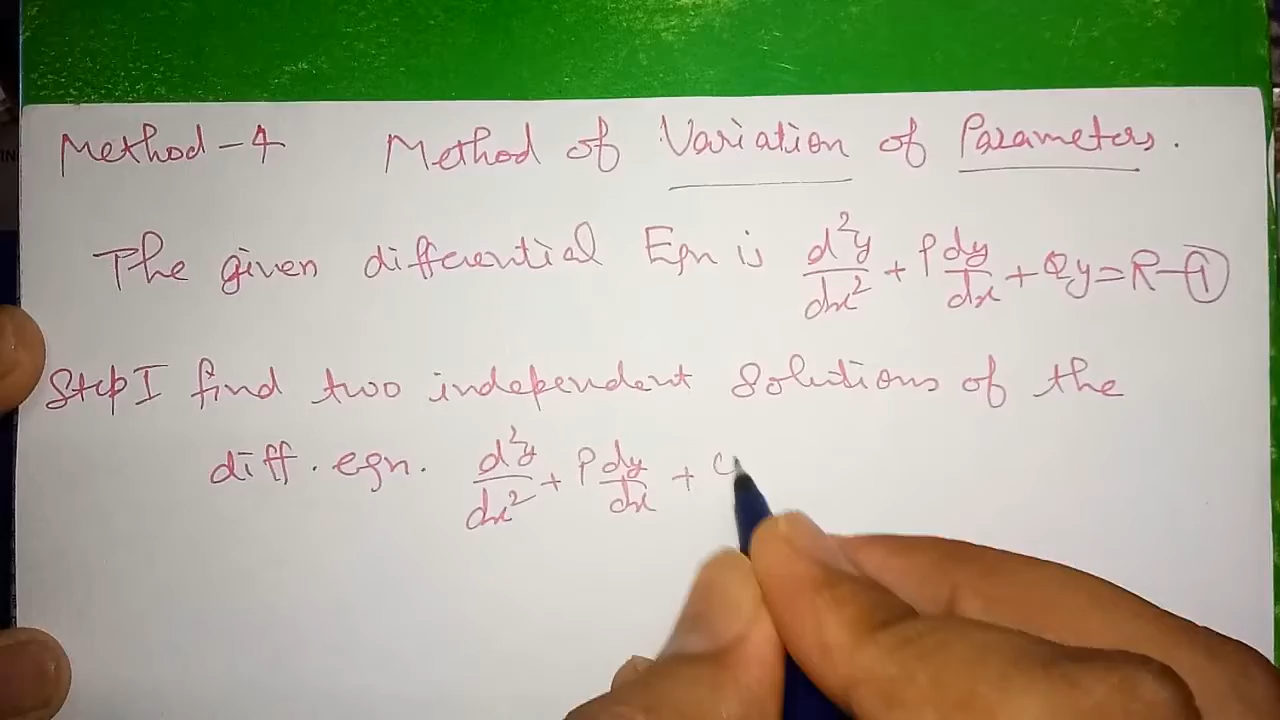 Method-4 Method of Variation of Parameters.
The given differential Eqn is d²y/dx² + P dy/dx + Qy = R —①
Step I find two independent Solutions of the
diff. eqn. d²y/dx² + P dy/dx +